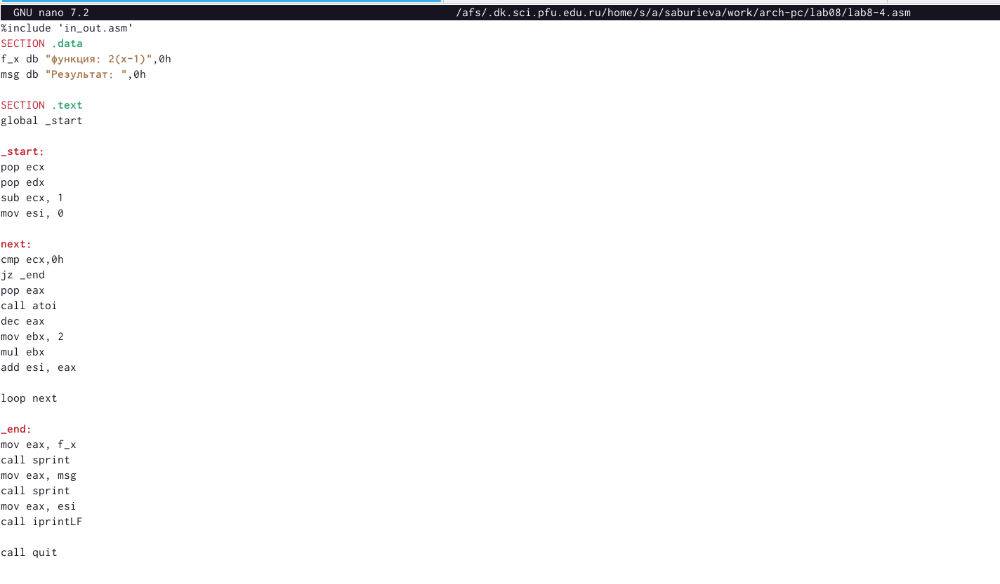 GNU nano 7.2 /afs/.dk.sci.pfu.edu.ru/home/s/a/saburieva/work/arch-pc/lab08/lab8-4.asm
%include 'in_out.asm'
SECTION .data
f_x db "функция: 2(x-1)",0h
msg db "Результат: ",0h
SECTION .text
global _start
_start:
pop ecx
pop edx
sub ecx, 1
mov esi, 0
next:
cmp ecx,0h
jz _end
pop eax
call atoi
dec eax
mov ebx, 2
mul ebx
add esi, eax
loop next
_end:
mov eax, f_x
call sprint
mov eax, msg
call sprint
mov eax, esi
call iprintLF
call quit